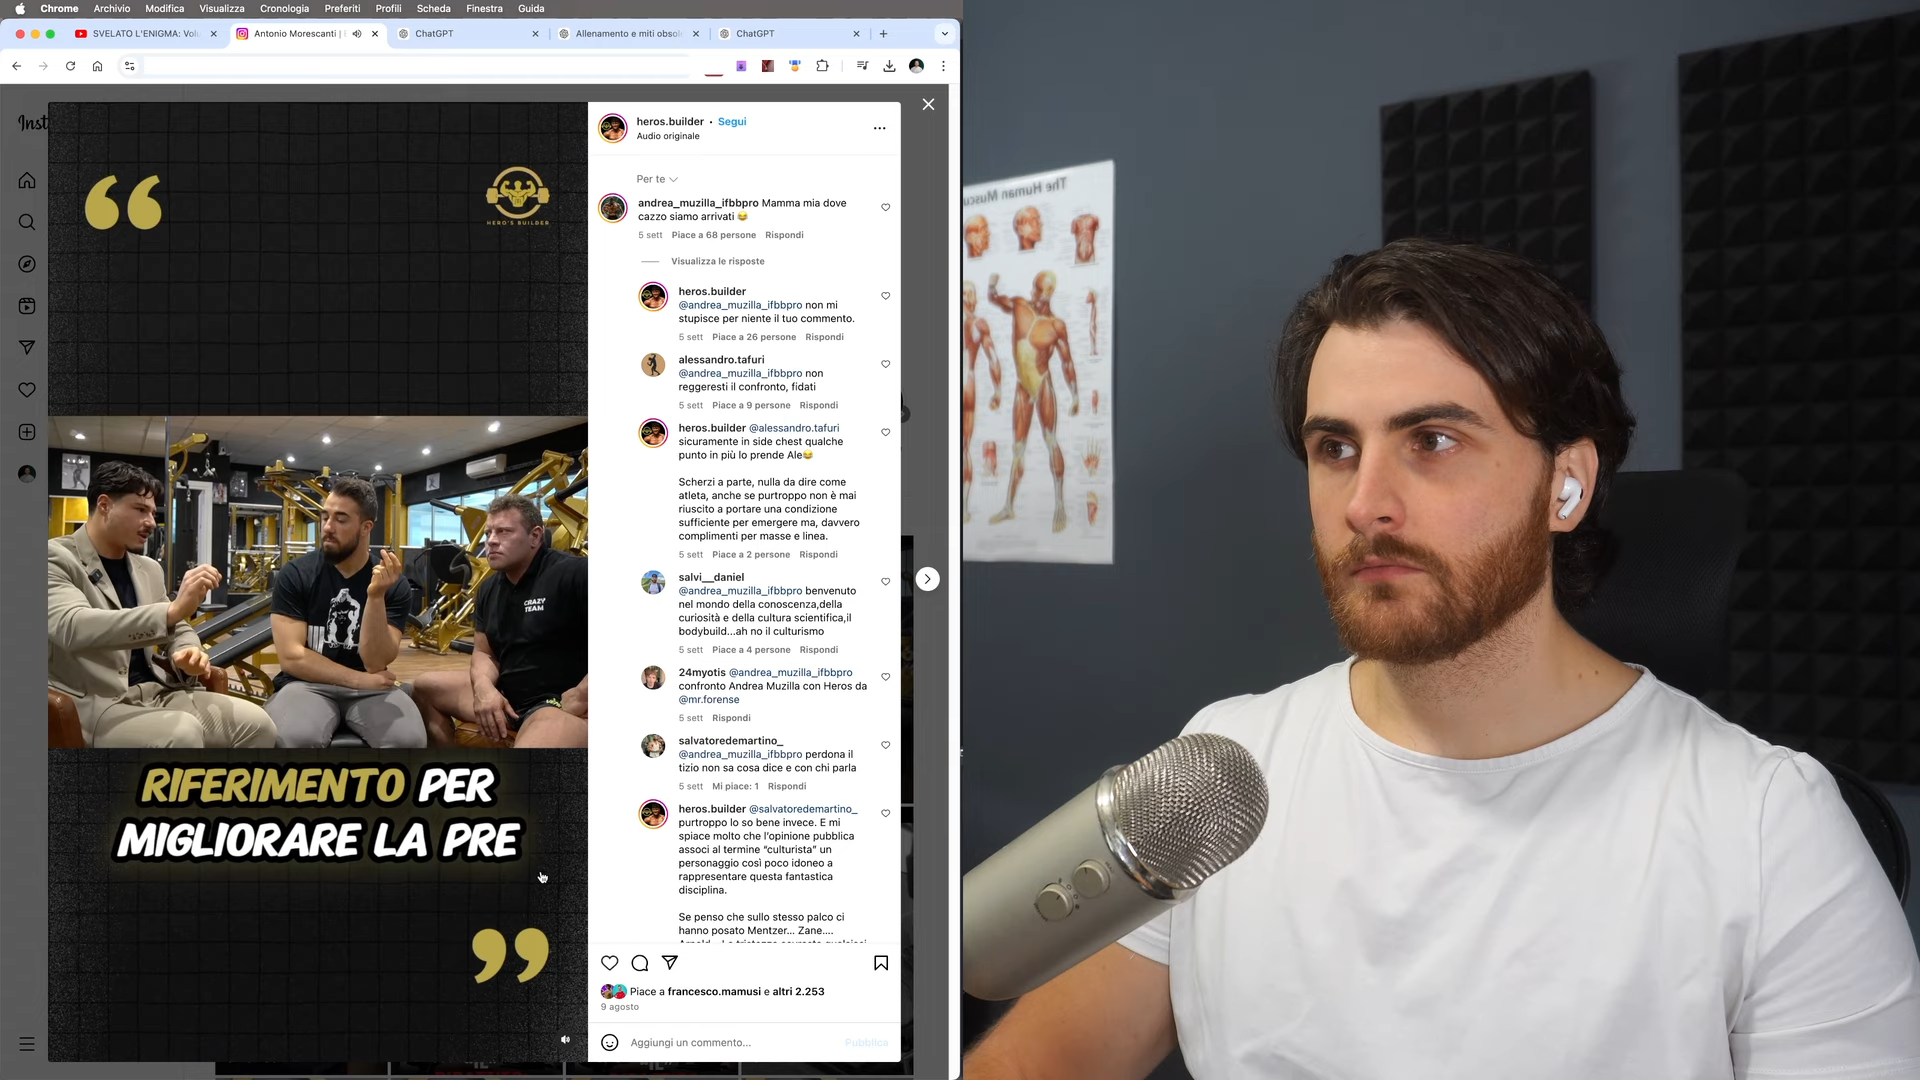 Chrome Archivio Modifica Visualizza Cronologia Preferiti Profili Scheda Finestra Guida
SVELATO L'ENIGMA: Vol
Antonio Morescanti |
ChatGPT
Allenamento e miti obsol
ChatGPT
Inst
HERO'S BUILDER
CRAZY
TEAM
RIFERIMENTO PER
MIGLIORARE LA PRE
heros.builder • Segui
Audio originale
Per te
andrea_muzilla_ifbbpro Mamma mia dove
cazzo siamo arrivati 😂
5 sett Piace a 68 persone Rispondi
Visualizza le risposte
heros.builder
@andrea_muzilla_ifbbpro non mi
stupisce per niente il tuo commento.
5 sett Piace a 26 persone Rispondi
alessandro.tafuri
@andrea_muzilla_ifbbpro non
reggeresti il confronto, fidati
5 sett Piace a 9 persone Rispondi
heros.builder @alessandro.tafuri
sicuramente in side chest qualche
punto in più lo prende Ale😂
Scherzi a parte, nulla da dire come
atleta, anche se purtroppo non è mai
riuscito a portare una condizione
sufficiente per emergere ma, davvero
complimenti per masse e linea.
5 sett Piace a 2 persone Rispondi
salvi__daniel
@andrea_muzilla_ifbbpro benvenuto
nel mondo della conoscenza,della
curiosità e della cultura scientifica,il
bodybuild...ah no il culturismo
5 sett Piace a 4 persone Rispondi
24myotis @andrea_muzilla_ifbbpro
confronto Andrea Muzilla con Heros da
@mr.forense
5 sett Rispondi
salvatoredemartino_
@andrea_muzilla_ifbbpro perdona il
tizio non sa cosa dice e con chi parla
5 sett Mi piace: 1 Rispondi
heros.builder @salvatoredemartino_
purtroppo lo so bene invece. E mi
spiace molto che l'opinione pubblica
associ al termine "culturista" un
personaggio così poco idoneo a
rappresentare questa fantastica
disciplina.
Se penso che sullo stesso palco ci
hanno posato Mentzer... Zane....
Piace a francesco.mamusi e altri 2.253
9 agosto
Aggiungi un commento...
Pubblica
The Human Muscu